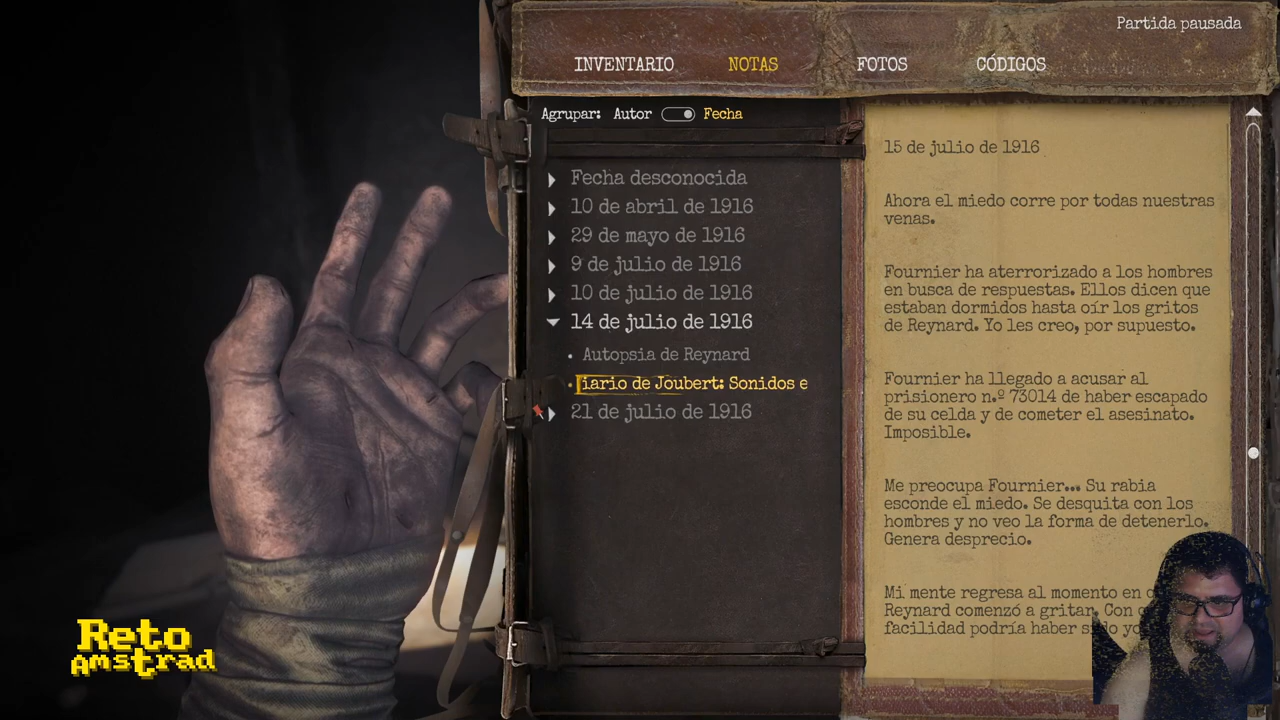 Partida pausada
INVENTARIO NOTAS FOTOS CÓDIGOS
Agrupar: Autor Fecha
Fecha desconocida
10 de abril de 1916
29 de mayo de 1916
9 de julio de 1916
10 de julio de 1916
14 de julio de 1916
Autopsia de Reynard
iario de Joubert: Sonidos e
21 de julio de 1916
15 de julio de 1916
Ahora el miedo corre por todas nuestras
venas.
Fournier ha aterrorizado a los hombres
en busca de respuestas. Ellos dicen que
estaban dormidos hasta oír los gritos
de Reynard. Yo les creo, por supuesto.
Fournier ha llegado a acusar al
prisionero n.º 73014 de haber escapado
de su celda y de cometer el asesinato.
Imposible.
Me preocupa Fournier... Su rabia
esconde el miedo. Se desquita con los
hombres y no veo la forma de detenerlo.
Genera desprecio.
Mi mente regresa al momento en
Reynard comenzó a gritar. Con
facilidad podría haber sido yo
Reto
Amstrad